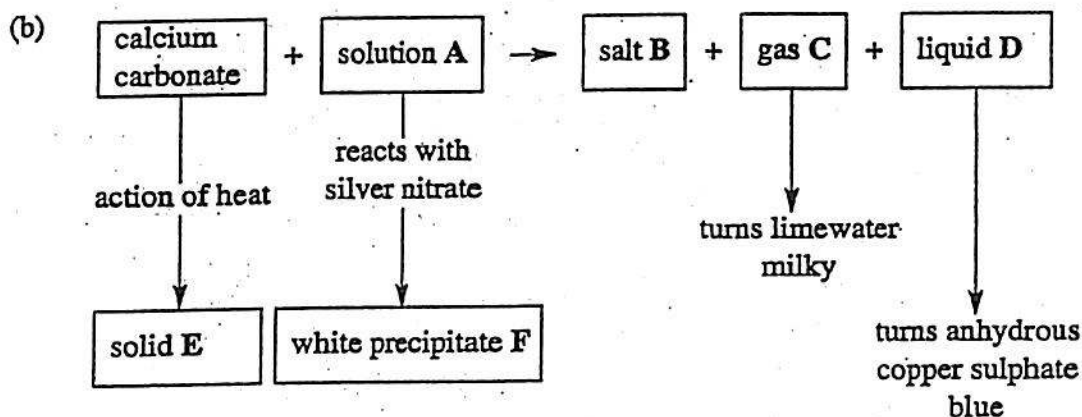 (b)
calcium
carbonate
+
solution A
→
salt B
+
gas C
+
liquid D
action of heat
reacts with
silver nitrate
turns limewater
milky
solid E
white precipitate F
turns anhydrous
copper sulphate
blue